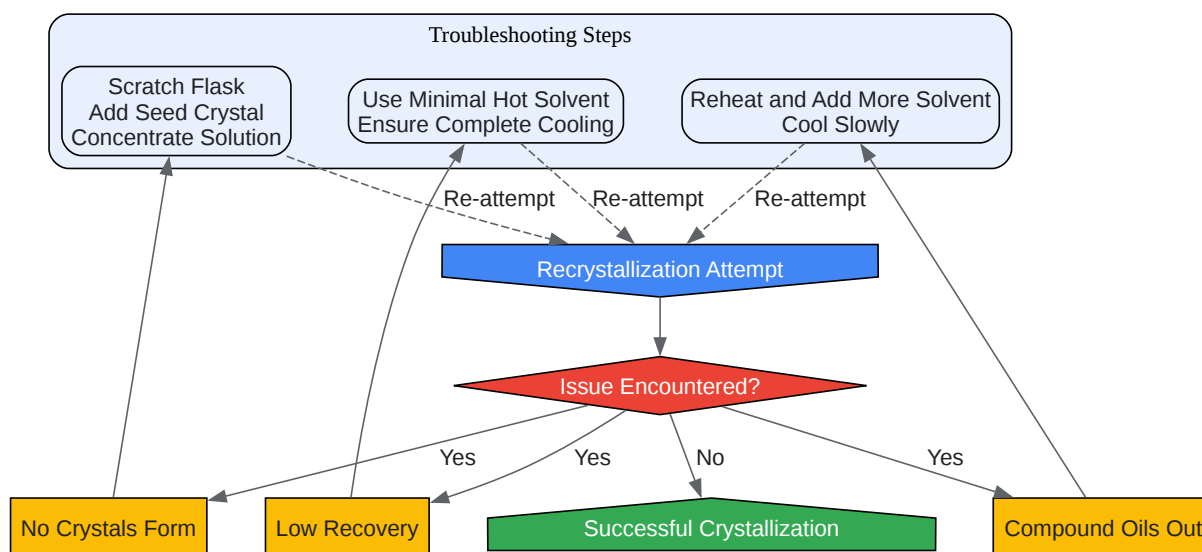 Troubleshooting Steps
Scratch Flask
Add Seed Crystal
Concentrate Solution
Use Minimal Hot Solvent
Ensure Complete Cooling
Reheat and Add More Solvent
Cool Slowly
Re-attempt
Re-attempt
Re-attempt
Recrystallization Attempt
Issue Encountered?
Yes
Yes
No
Yes
No Crystals Form
Low Recovery
Successful Crystallization
Compound Oils Out